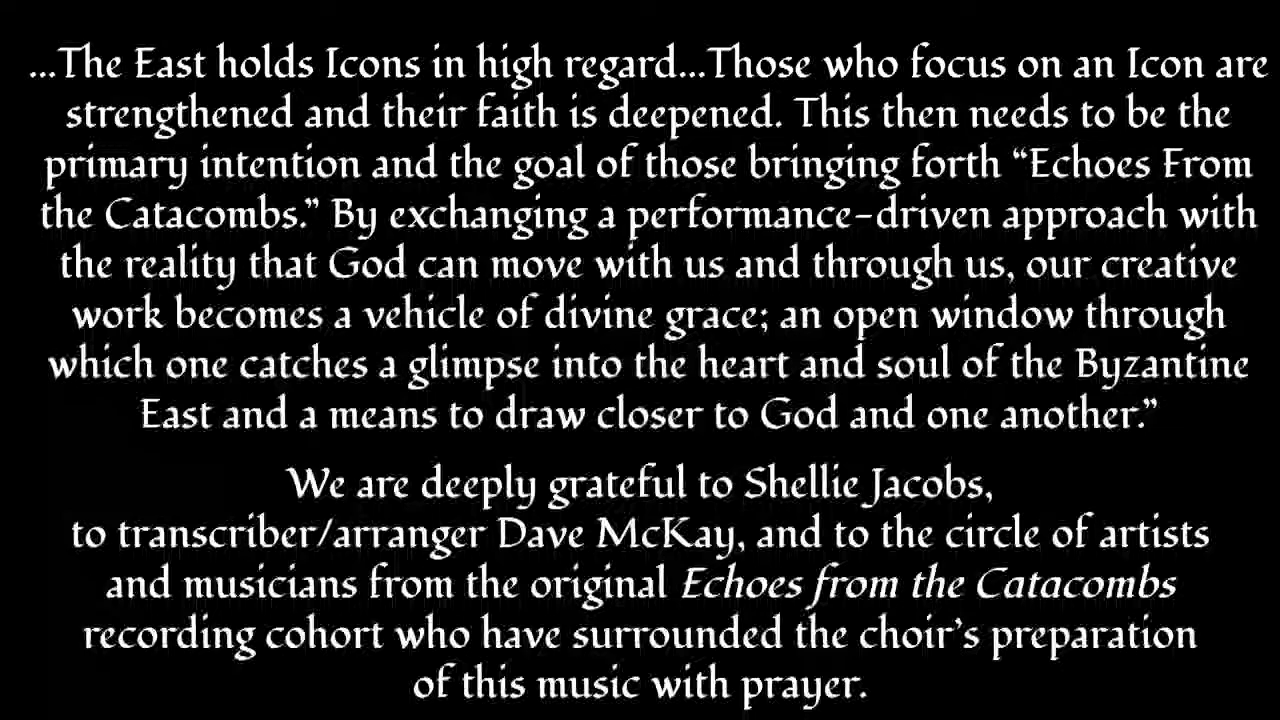 ...The East holds Icons in high regard...Those who focus on an Icon are
strengthened and their faith is deepened. This then needs to be the
primary intention and the goal of those bringing forth “Echoes From
the Catacombs.” By exchanging a performance-driven approach with
the reality that God can move with us and through us, our creative
work becomes a vehicle of divine grace; an open window through
which one catches a glimpse into the heart and soul of the Byzantine
East and a means to draw closer to God and one another.”
We are deeply grateful to Shellie Jacobs,
to transcriber/arranger Dave McKay, and to the circle of artists
and musicians from the original Echoes from the Catacombs
recording cohort who have surrounded the choir’s preparation
of this music with prayer.